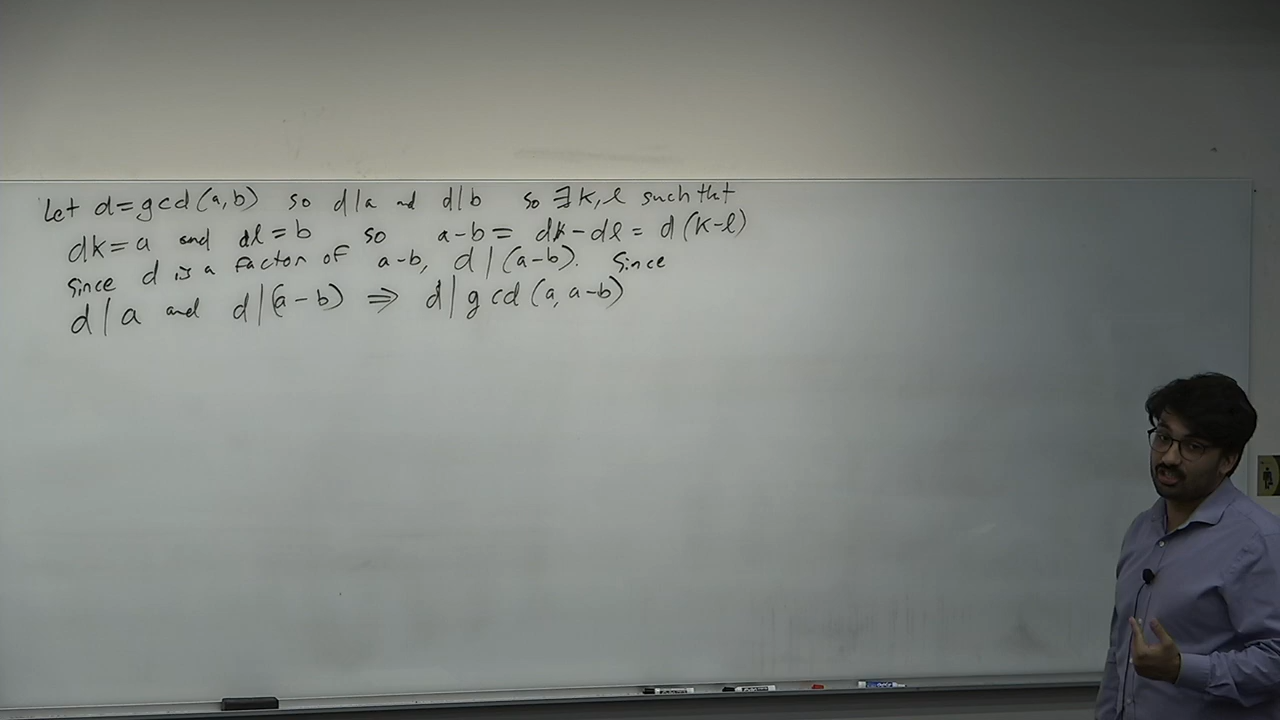 Let d=gcd(a,b) so d|a and d|b so ∃ k,l such tht
dk=a and dl=b so a-b= dk-dl= d(k-l)
Since d is a factor of a-b, d|(a-b). Since
d|a and d|(a-b) ⇒ d|gcd(a,a-b)